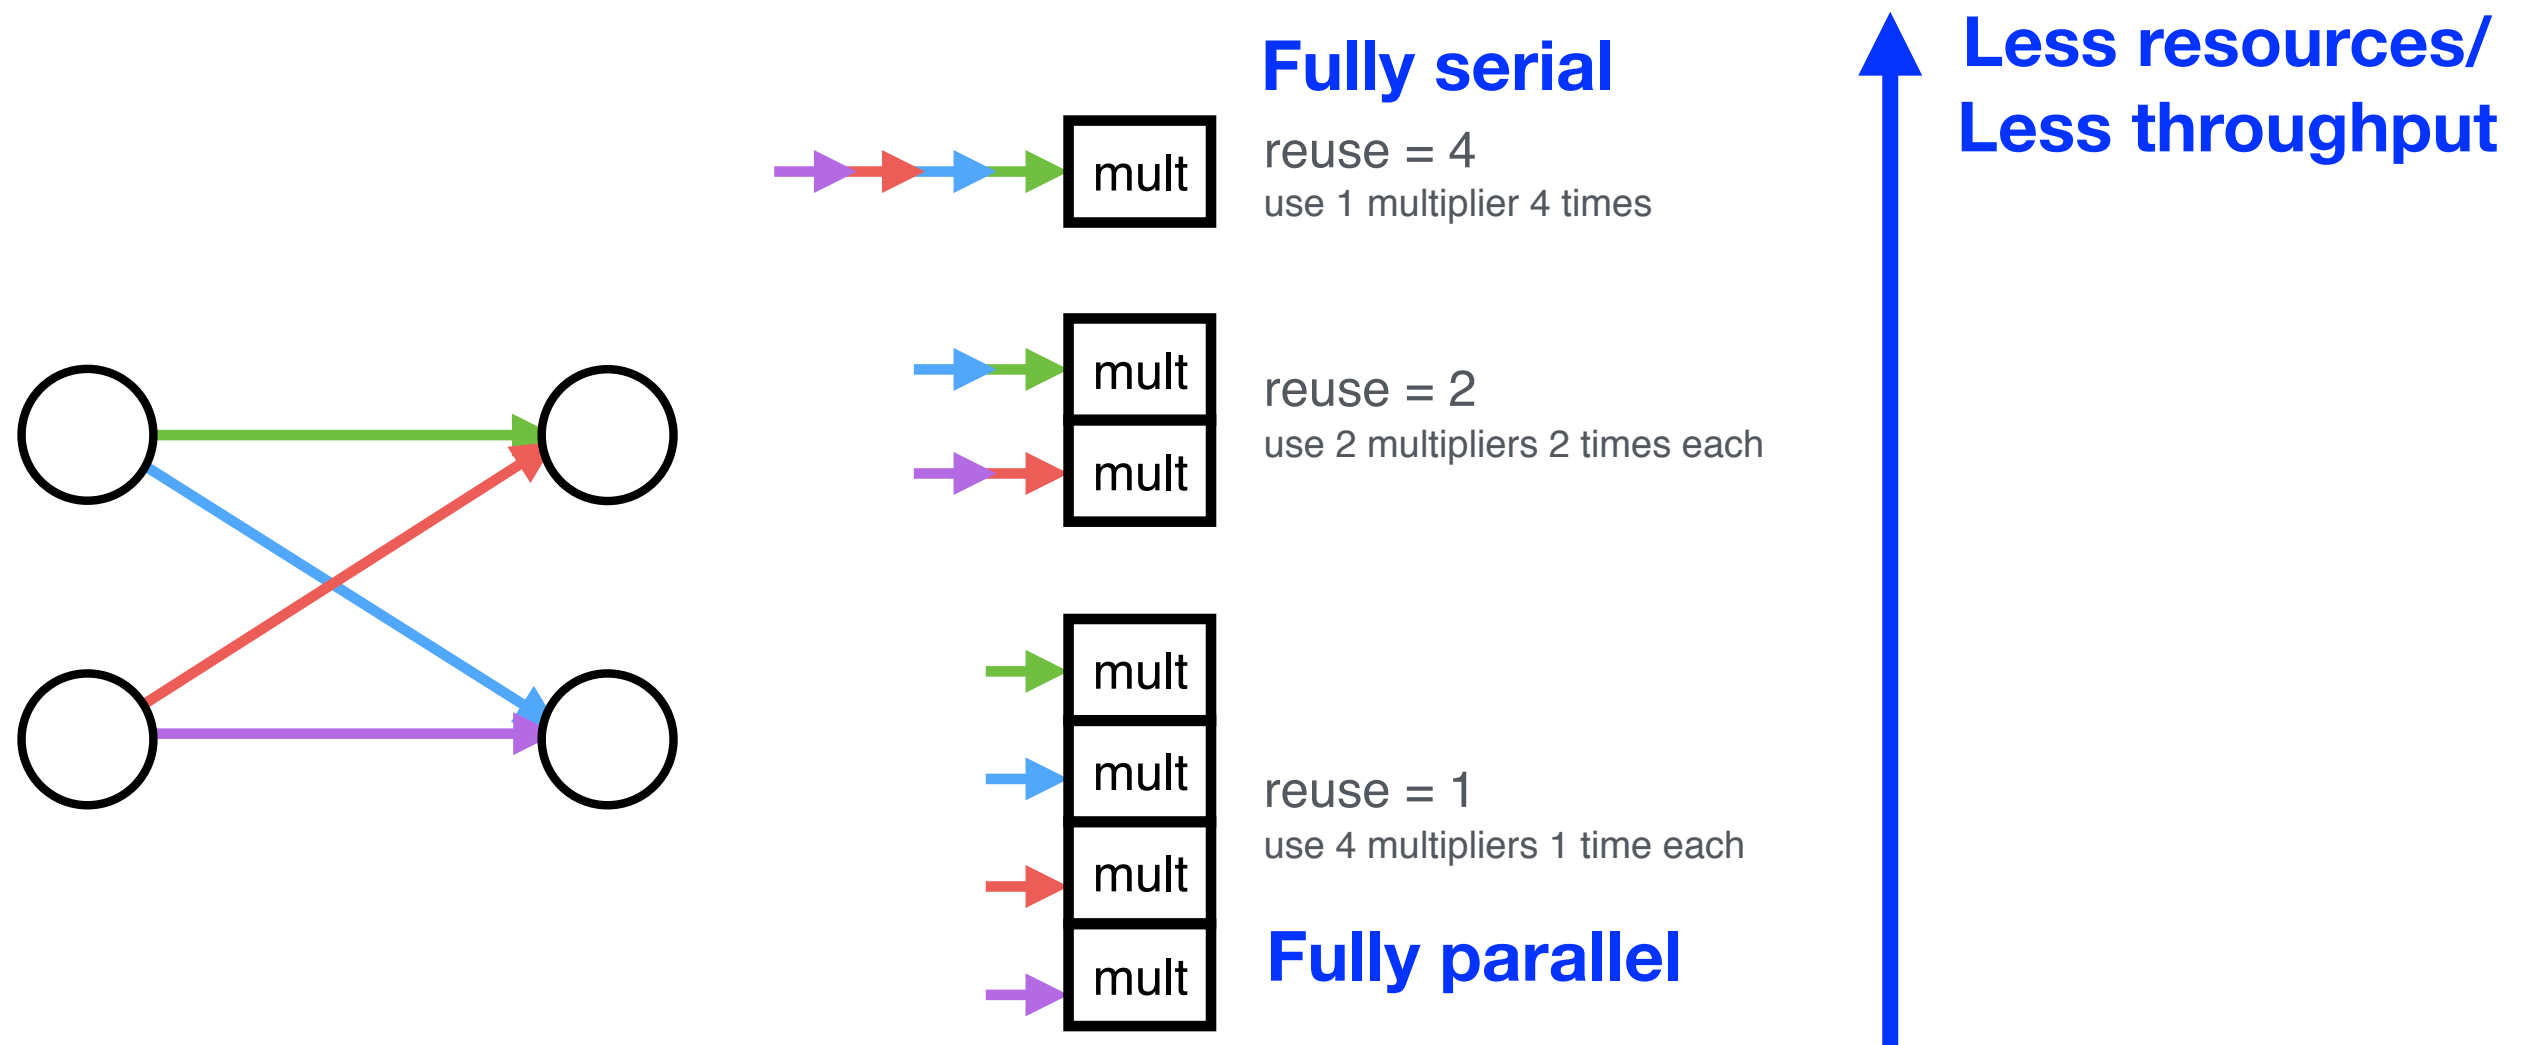 Fully serial
mult
reuse = 4
use 1 multiplier 4 times
mult
mult
reuse = 2
use 2 multipliers 2 times each
mult
mult
mult
mult
reuse = 1
use 4 multipliers 1 time each
Fully parallel
Less resources/
Less throughput